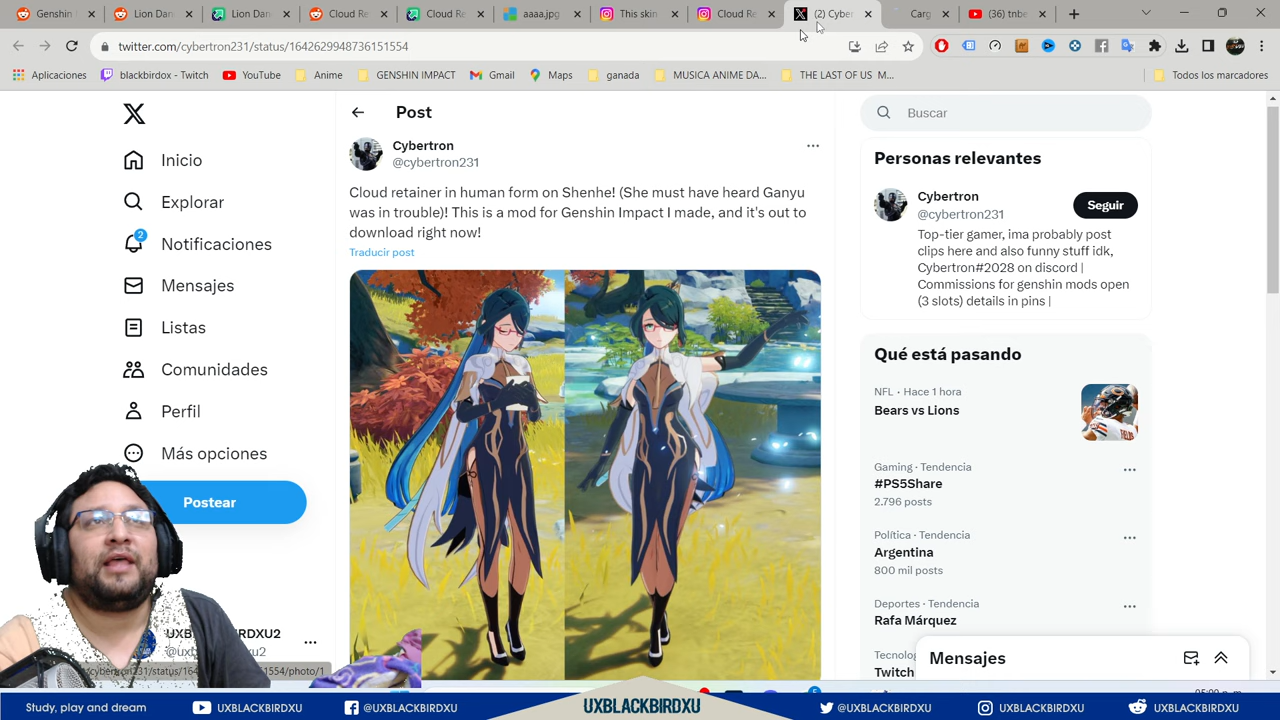 Genshin
Lion Dan
Lion Dan
Cloud Re
Cloud Re
Genshin
aaaa.jpg
This skin
Cloud Re
(2) Cyber
Carg
(36) tnbe
twitter.com/cybertron231/status/1642629948736151554
Aplicaciones
blackbirdox - Twitch
YouTube
Anime
GENSHIN IMPACT
Gmail
Maps
ganada
MUSICA ANIME DA...
THE LAST OF US M...
Todos los marcadores
Inicio
Explorar
2
Notificaciones
Mensajes
Listas
Comunidades
Perfil
Más opciones
Postear
Post
Cybertron
@cybertron231
Cloud retainer in human form on Shenhe! (She must have heard Ganyu
was in trouble)! This is a mod for Genshin Impact I made, and it's out to
download right now!
Traducir post
Buscar
Personas relevantes
Cybertron
@cybertron231
Seguir
Top-tier gamer, ima probably post
clips here and also funny stuff idk,
Cybertron#2028 on discord |
Commissions for genshin mods open
(3 slots) details in pins |
Qué está pasando
NFL · Hace 1 hora
Bears vs Lions
Gaming · Tendencia
#PS5Share
2.796 posts
Política · Tendencia
Argentina
800 mil posts
Deportes · Tendencia
Rafa Márquez
Tecnolog
Twitch
Mensajes
Study, play and dream
UXBLACKBIRDXU
@UXBLACKBIRDXU
UXBLACKBIRDXU
@UXBLACKBIRDXU
UXBLACKBIRDXU
UXBLACKBIRDXU